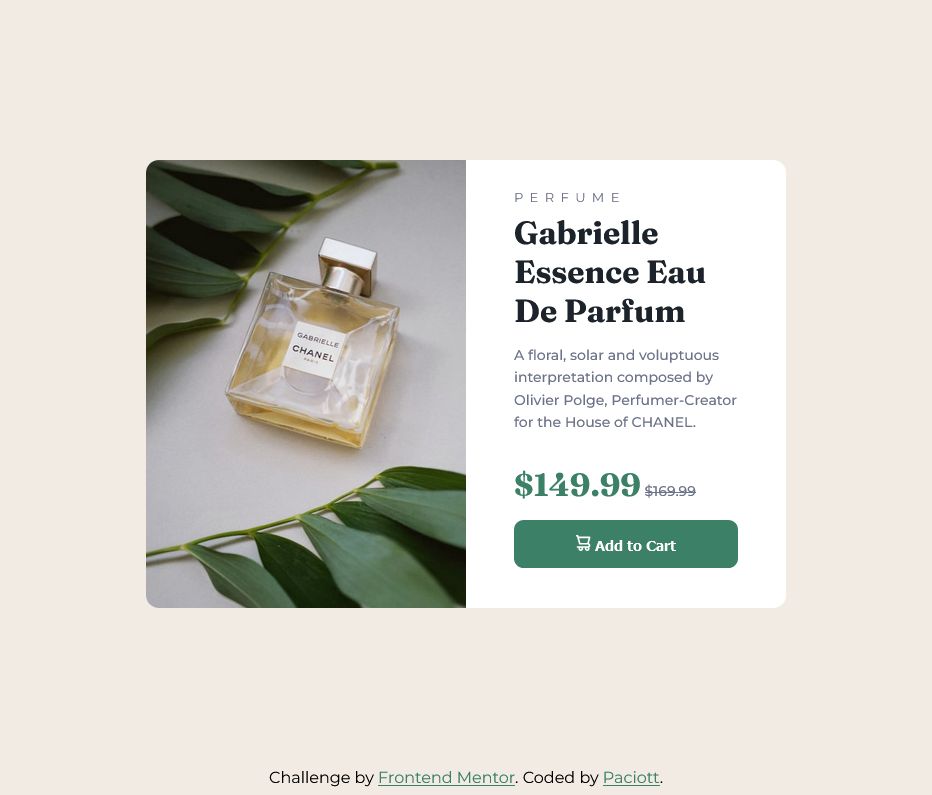 GABRIELLE
CHANEL
PARIS
PERFUME
Gabrielle
Essence Eau
De Parfum
A floral, solar and voluptuous
interpretation composed by
Olivier Polge, Perfumer-Creator
for the House of CHANEL.
$149.99 $169.99
Add to Cart
Challenge by Frontend Mentor. Coded by Paciott.